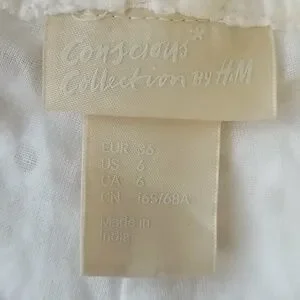 Conscious*
Collection BY H&M
EUR 36
US 6
CA 6
CN 165/68A
Made in
India